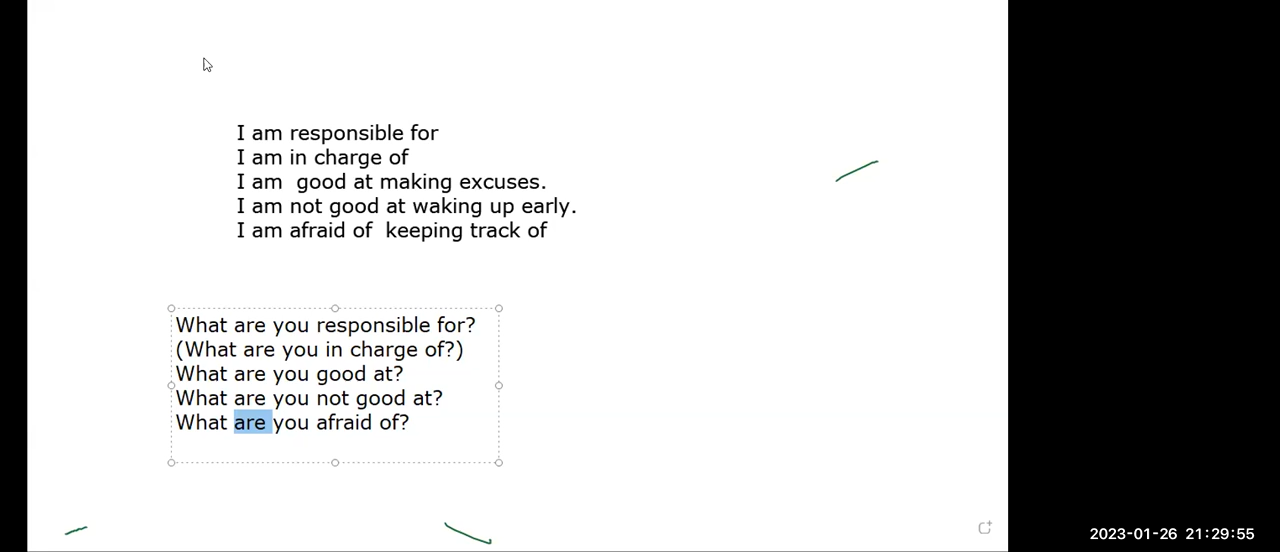 I am responsible for
I am in charge of
I am  good at making excuses.
I am not good at waking up early.
I am afraid of  keeping track of
What are you responsible for?
(What are you in charge of?)
What are you good at?
What are you not good at?
What are you afraid of?
2023-01-26 21:29:55